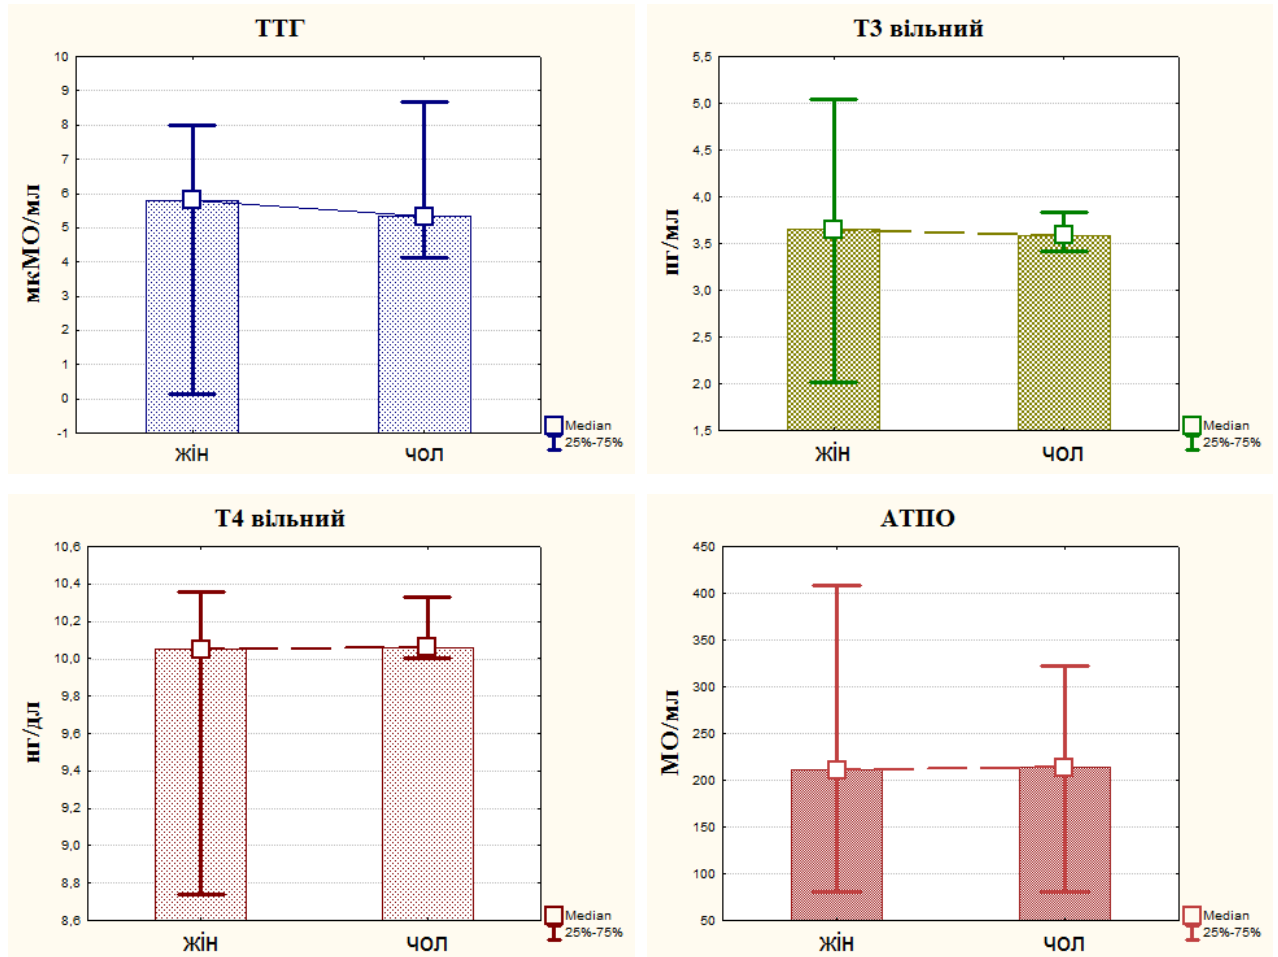 ТТГ
10
9
8
7
6
5
4
3
2
1
0
-1
мкМО/мл
жін
чол
Median
25%-75%
Т3 вільний
5,5
5,0
4,5
4,0
3,5
3,0
2,5
2,0
1,5
пг/мл
жін
чол
Median
25%-75%
Т4 вільний
10,6
10,4
10,2
10,0
9,8
9,6
9,4
9,2
9,0
8,8
8,6
нг/дл
жін
чол
Median
25%-75%
АТПО
450
400
350
300
250
200
150
100
50
МО/мл
жін
чол
Median
25%-75%